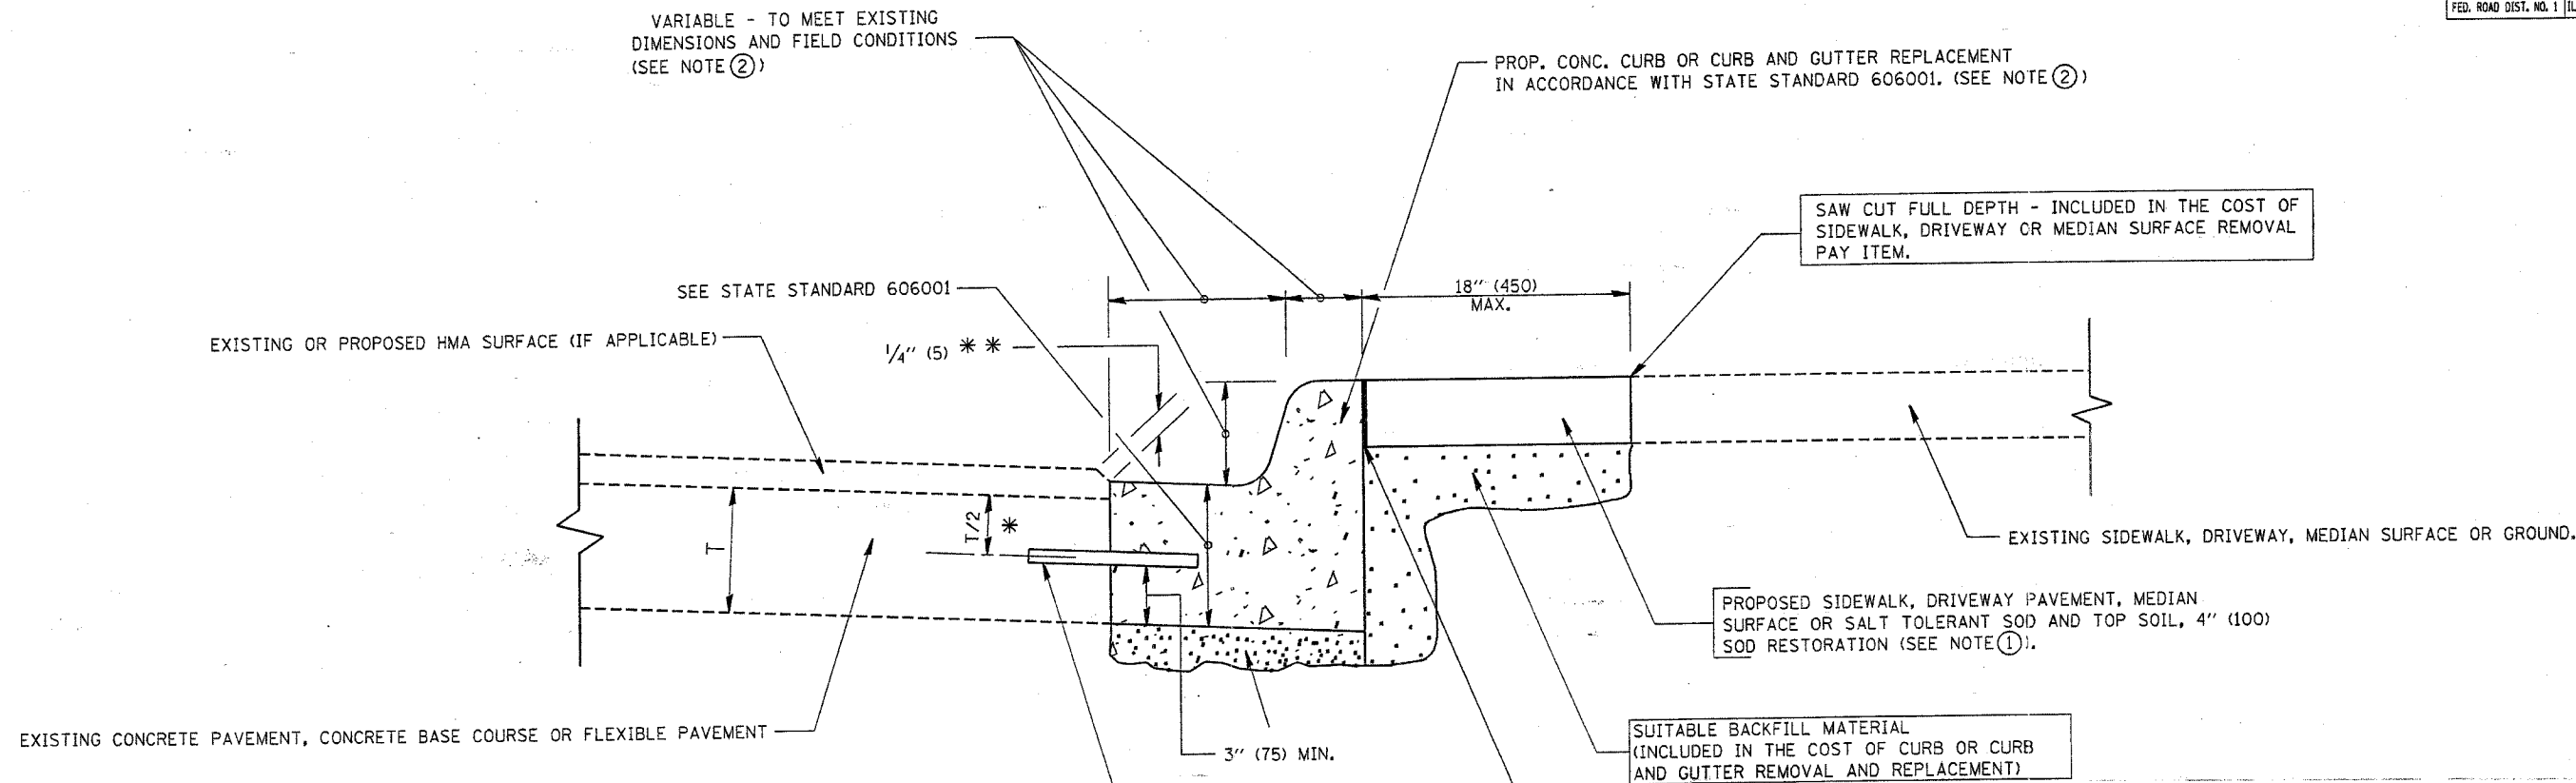 FED. ROAD DIST. NO. 1
VARIABLE - TO MEET EXISTING
DIMENSIONS AND FIELD CONDITIONS
(SEE NOTE ②)
PROP. CONC. CURB OR CURB AND GUTTER REPLACEMENT
IN ACCORDANCE WITH STATE STANDARD 606001. (SEE NOTE ②)
SAW CUT FULL DEPTH - INCLUDED IN THE COST OF
SIDEWALK, DRIVEWAY OR MEDIAN SURFACE REMOVAL
PAY ITEM.
SEE STATE STANDARD 606001
18" (450)
MAX.
EXISTING OR PROPOSED HMA SURFACE (IF APPLICABLE)
1/4" (5) * *
T
T/2 *
EXISTING SIDEWALK, DRIVEWAY, MEDIAN SURFACE OR GROUND.
PROPOSED SIDEWALK, DRIVEWAY PAVEMENT, MEDIAN
SURFACE OR SALT TOLERANT SOD AND TOP SOIL, 4" (100)
SOD RESTORATION (SEE NOTE ①).
EXISTING CONCRETE PAVEMENT, CONCRETE BASE COURSE OR FLEXIBLE PAVEMENT
3" (75) MIN.
SUITABLE BACKFILL MATERIAL
(INCLUDED IN THE COST OF CURB OR CURB
AND GUTTER REMOVAL AND REPLACEMENT)